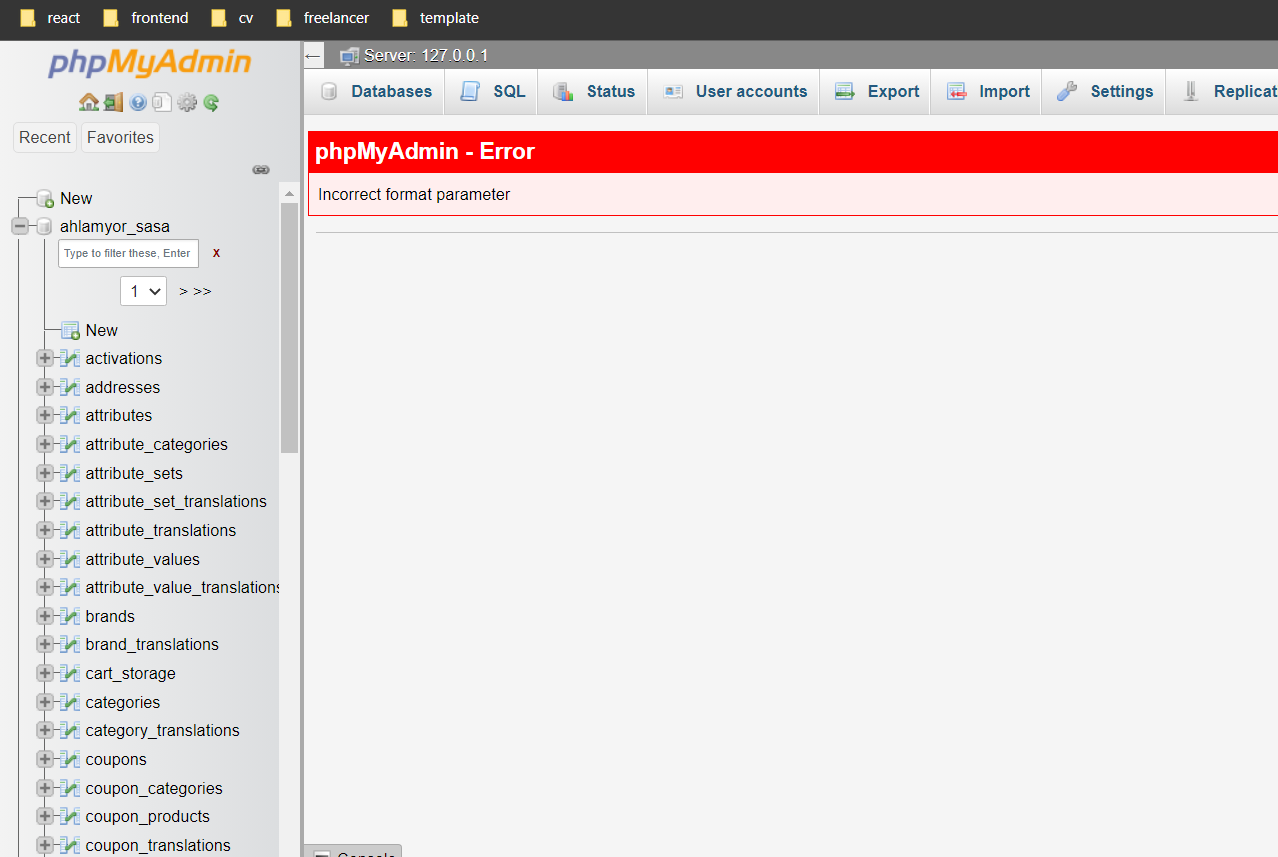 react frontend cv freelancer template
phpMyAdmin
Recent Favorites
New
ahlamyor_sasa
Type to filter these, Enter X
1 > >>
New
activations
addresses
attributes
attribute_categories
attribute_sets
attribute_set_translations
attribute_translations
attribute_values
attribute_value_translations
brands
brand_translations
cart_storage
categories
category_translations
coupons
coupon_categories
coupon_products
coupon_translations
← Server: 127.0.0.1
Databases SQL Status User accounts Export Import Settings Replicat
phpMyAdmin - Error
Incorrect format parameter
Console